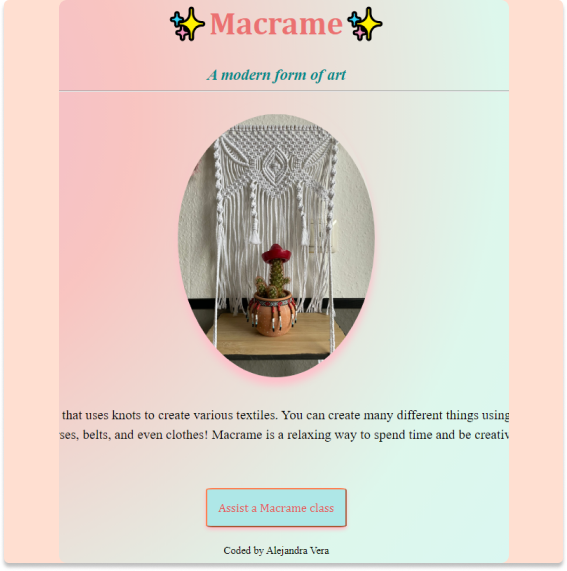 ✨Macrame✨
A modern form of art
that uses knots to create various textiles. You can create many different things using
belts, and even clothes! Macrame is a relaxing way to spend time and be
Assist a Macrame class
Coded by Alejandra Vera